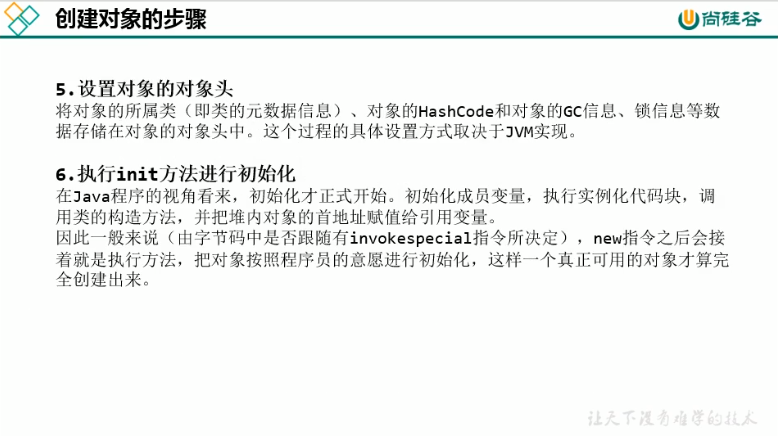 创建对象的步骤
尚硅谷
5.设置对象的对象头
将对象的所属类（即类的元数据信息）、对象的HashCode和对象的GC信息、锁信息等数
据存储在对象的对象头中。这个过程的具体设置方式取决于JVM实现。
6.执行init方法进行初始化
在Java程序的视角看来，初始化才正式开始。初始化成员变量，执行实例化代码块，调
用类的构造方法，并把堆内对象的首地址赋值给引用变量。
因此一般来说（由字节码中是否跟随有invokespecial指令所决定），new指令之后会接
着就是执行方法，把对象按照程序员的意愿进行初始化，这样一个真正可用的对象才算完
全创建出来。
让天下没有难学的技术